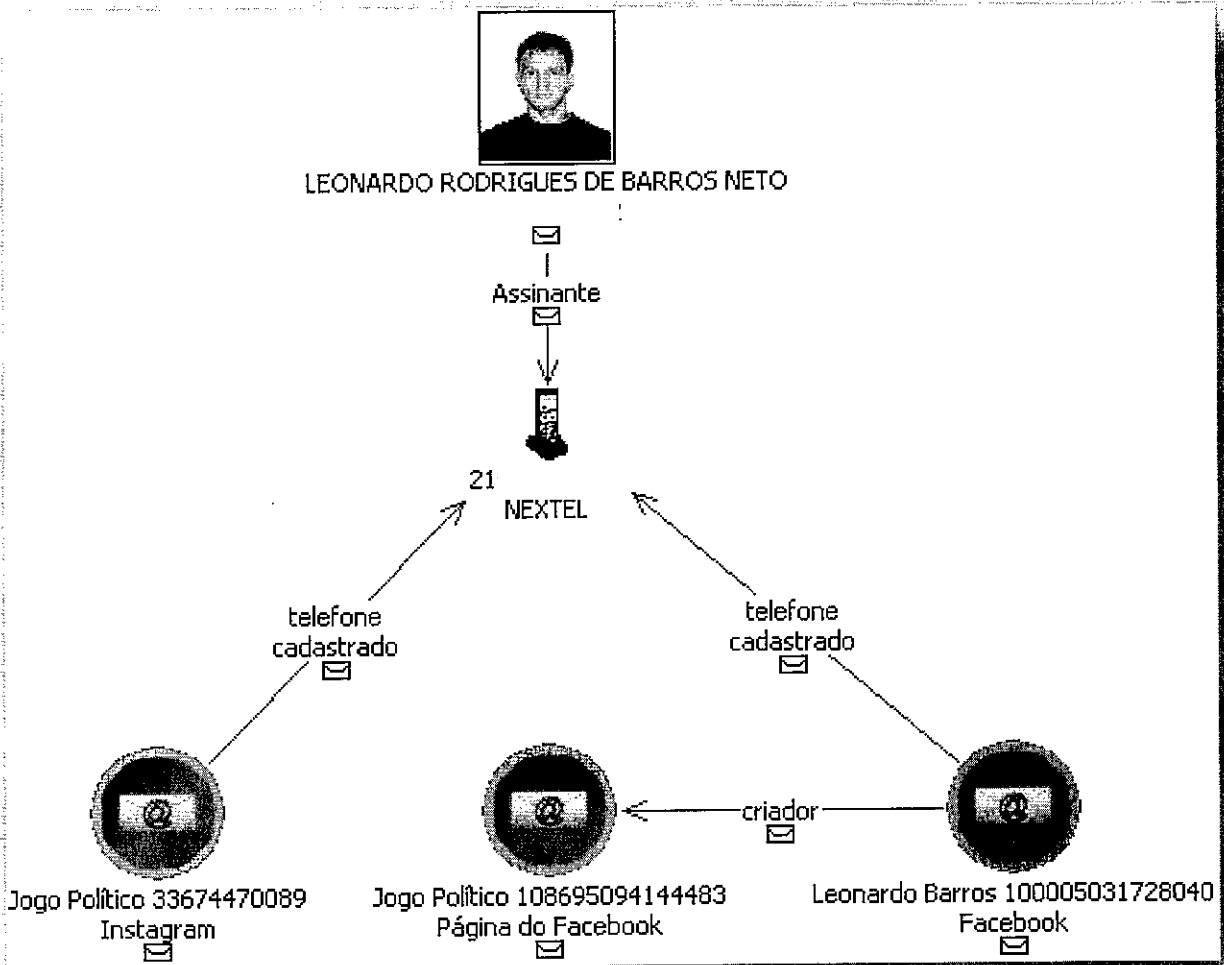 LEONARDO RODRIGUES DE BARROS NETO
Assinante
21
NEXTEL
telefone
cadastrado
telefone
cadastrado
criador
@
@
@
Jogo Político 33674470089
Instagram
Jogo Político 108695094144483
Página do Facebook
Leonardo Barros 100005031728040
Facebook